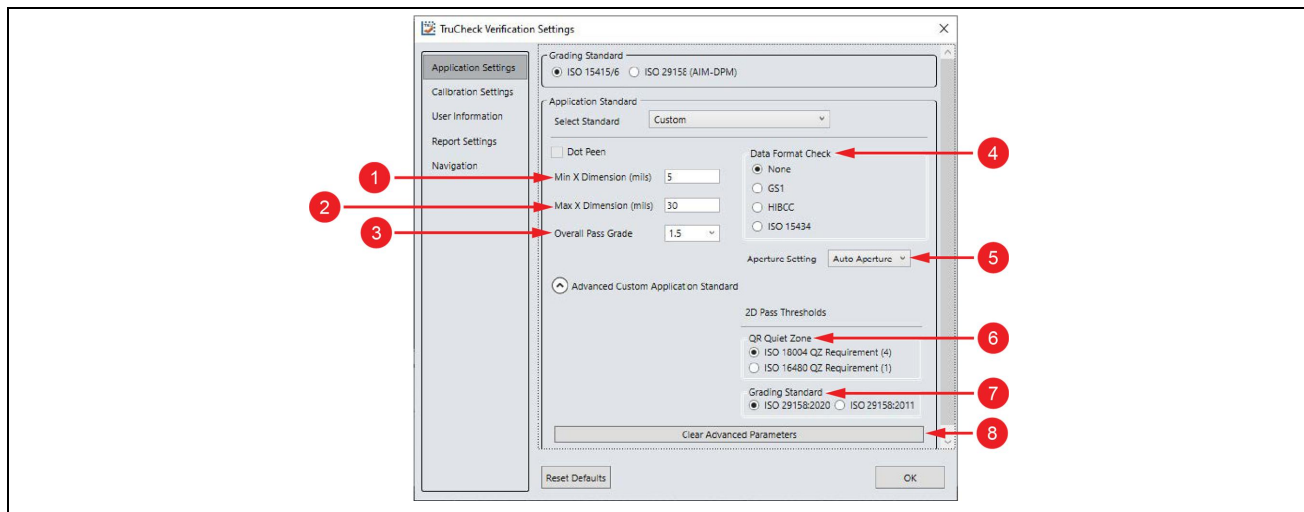 TruCheck Verification Settings
Application Settings
Calibration Settings
User Information
Report Settings
Navigation
Grading Standard
ISO 15415/6 ISO 29158 (AIM-DPM)
Application Standard
Select Standard Custom
Dot Peen
Min X Dimension (mils) 5
Max X Dimension (mils) 30
Overall Pass Grade 1.5
Data Format Check
None
GS1
HIBCC
ISO 15434
Aperture Setting Auto Aperture
Advanced Custom Application Standard
2D Pass Thresholds
QR Quiet Zone
ISO 18004 QZ Requirement (4)
ISO 16480 QZ Requirement (1)
Grading Standard
ISO 29158:2020 ISO 29158:2011
Clear Advanced Parameters
Reset Defaults OK
1
2
3
4
5
6
7
8